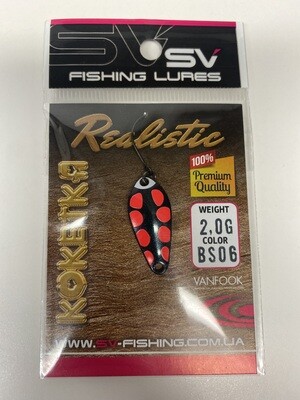 SV SV
FISHING LURES
Realistic
KOKETKA
100%
Premium
Quality
WEIGHT
2,0G
COLOR
BS06
VANFOOK
WWW.SV-FISHING.COM.UA